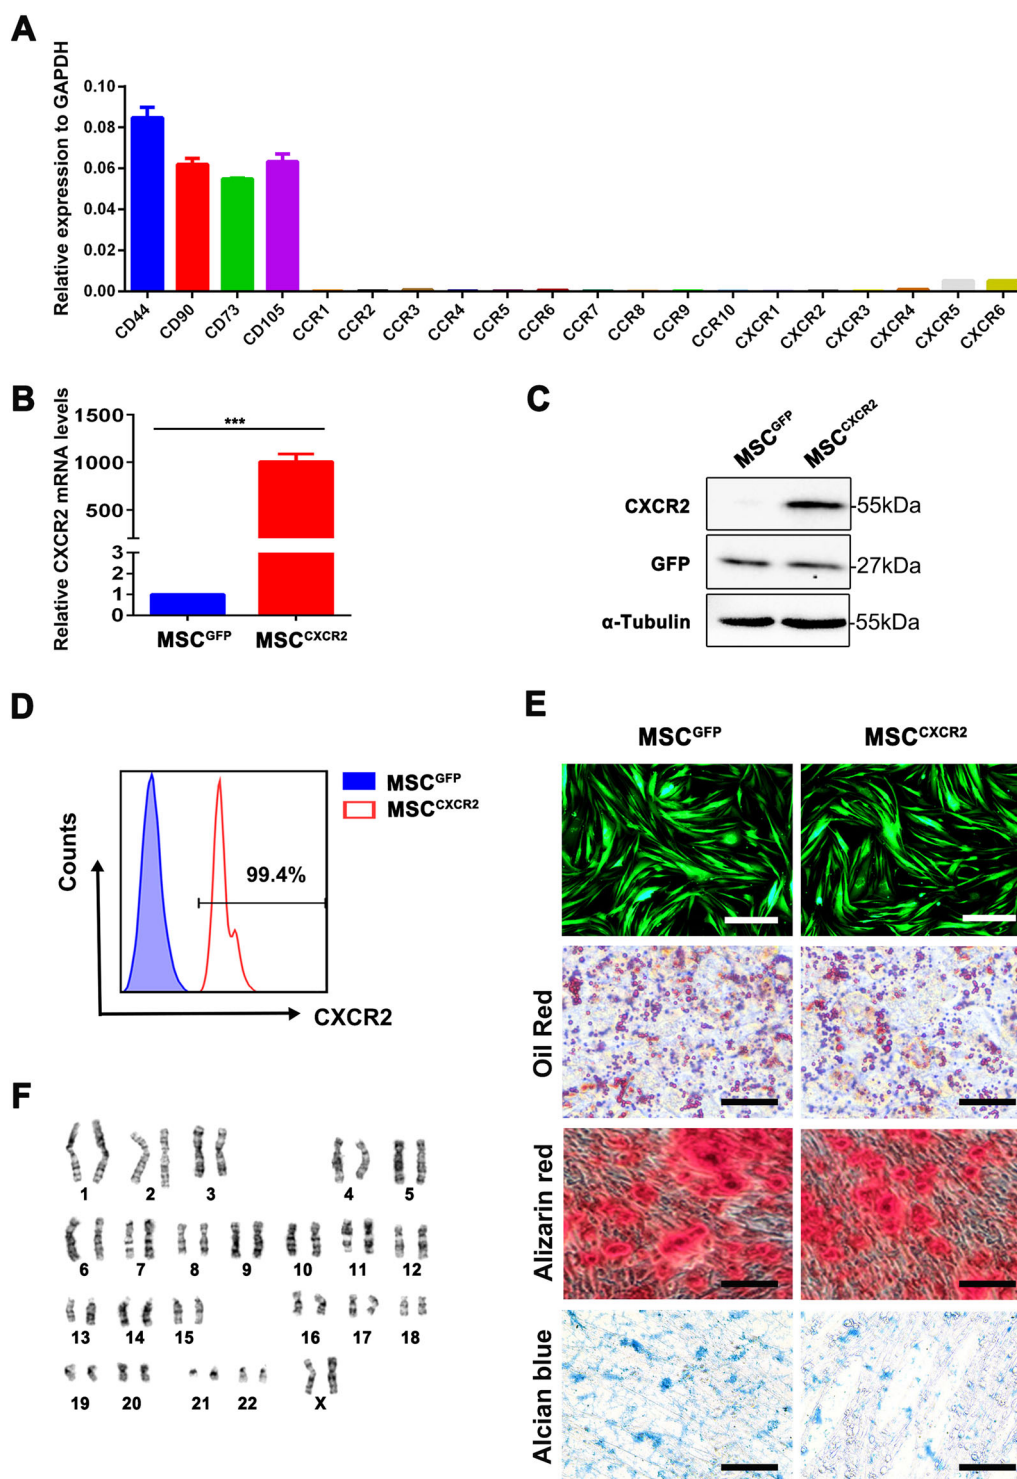 A
Relative expression to GAPDH
0.10
0.08
0.06
0.04
0.02
0.00
CD44
CD90
CD73
CD105
CCR1
CCR2
CCR3
CCR4
CCR5
CCR6
CCR7
CCR8
CCR9
CCR10
CXCR1
CXCR2
CXCR3
CXCR4
CXCR5
CXCR6
B
Relative CXCR2 mRNA levels
1500
1000
500
3
2
1
0
***
MSCGFP
MSCCXCR2
C
MSCGFP
MSCCXCR2
CXCR2
-55kDa
GFP
-27kDa
α-Tubulin
-55kDa
D
Counts
99.4%
CXCR2
MSCGFP
MSCCXCR2
E
MSCGFP
MSCCXCR2
Oil Red
Alizarin red
Alcian blue
F
1 2 3 4 5
6 7 8 9 10 11 12
13 14 15 16 17 18
19 20 21 22 X